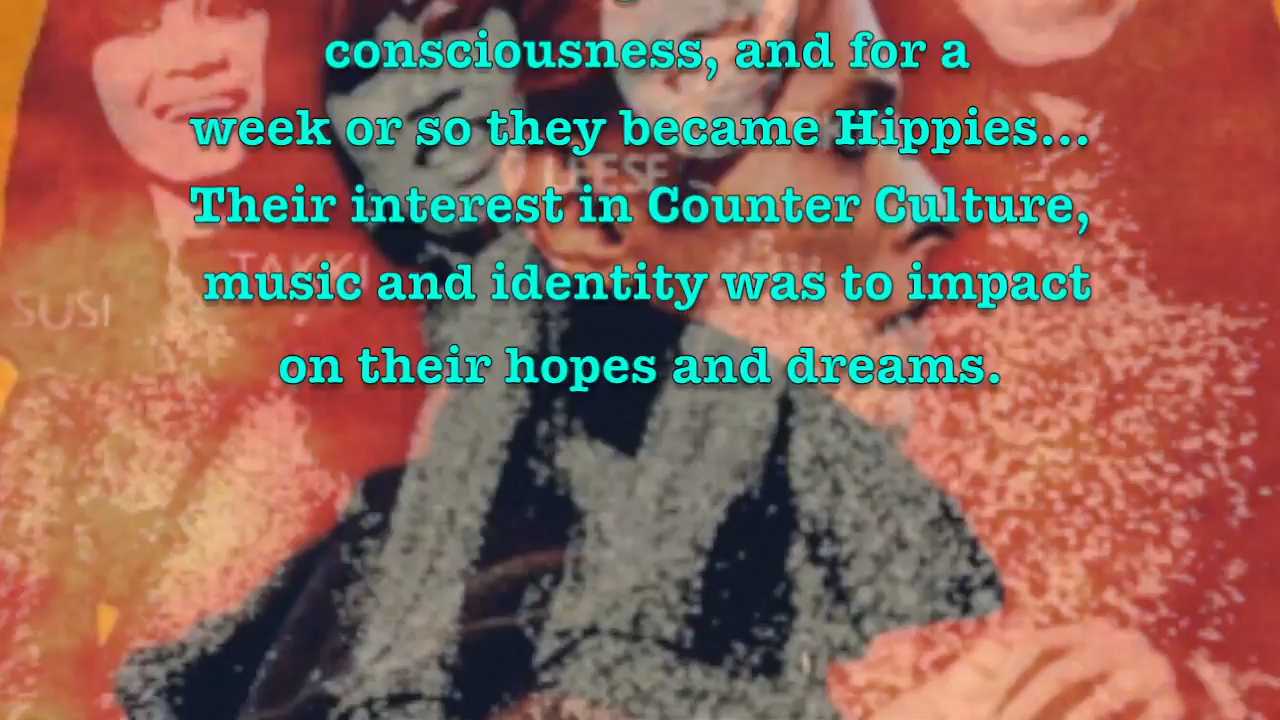 consciousness, and for a
week or so they became Hippies...
LEESE
Their interest in Counter Culture,
TAKKI
music and identity was to impact
SUSI
on their hopes and dreams.